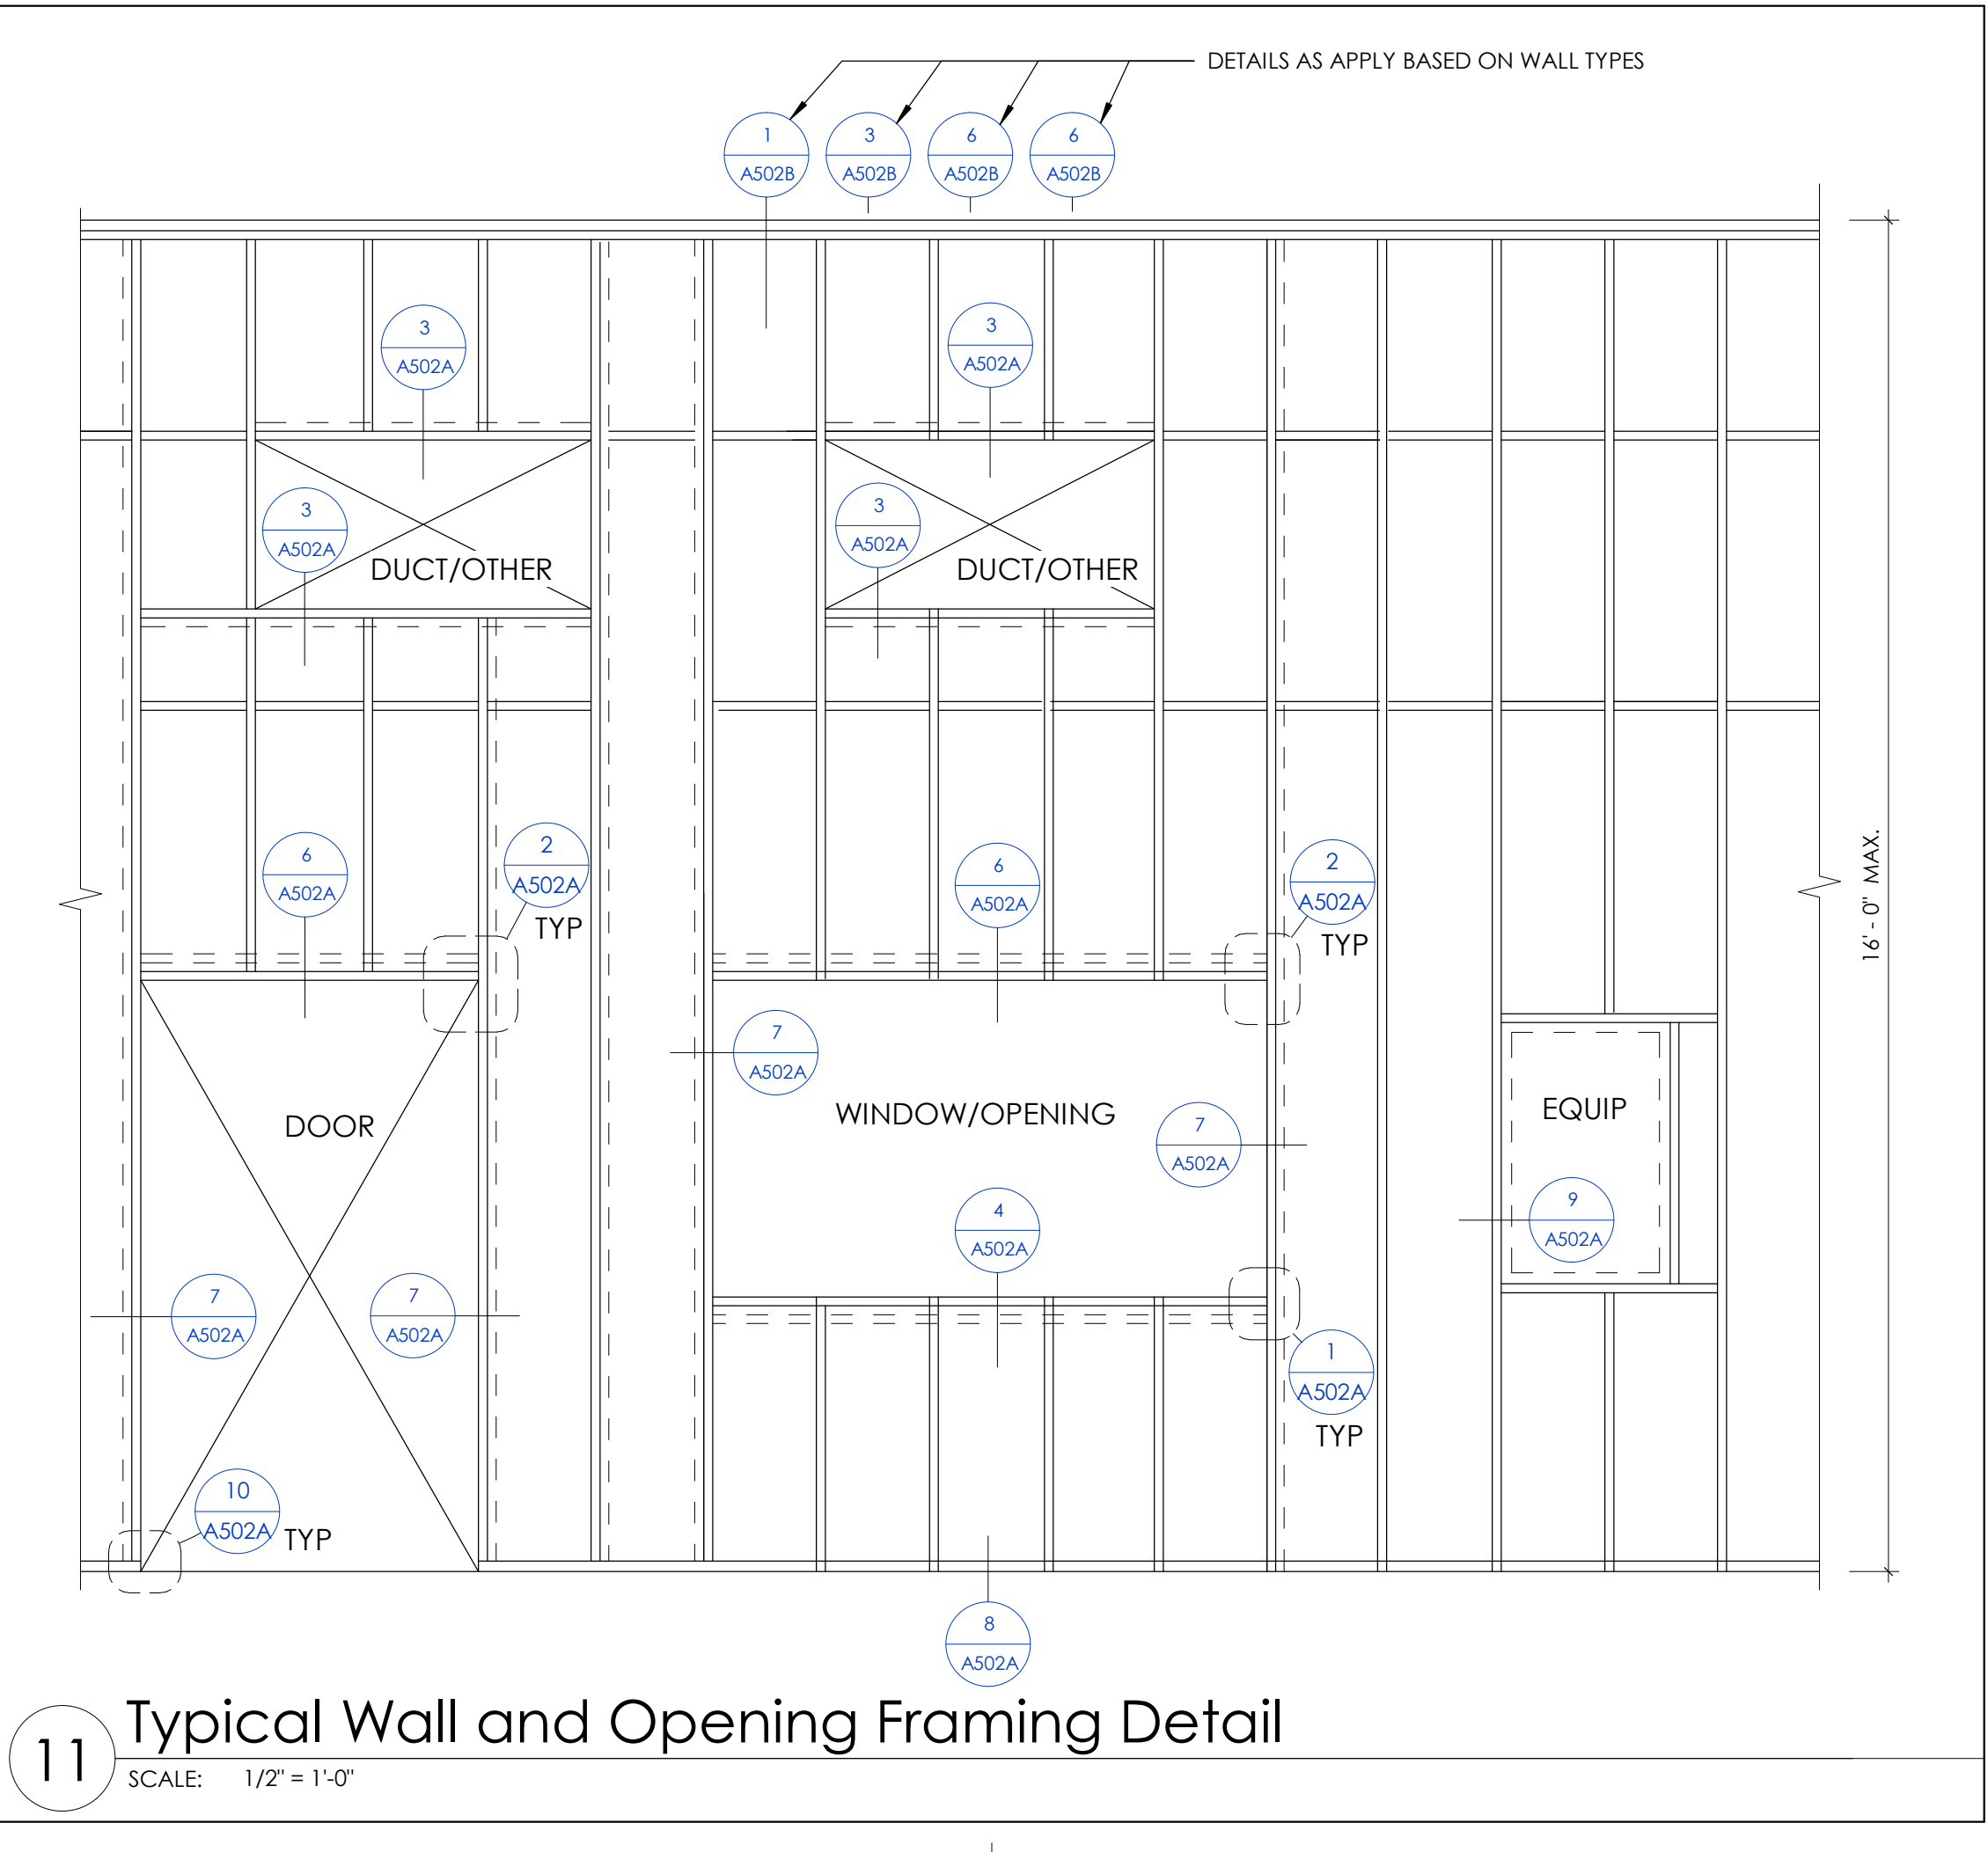 DETAILS AS APPLY BASED ON WALL TYPES
1
A502B
3
A502B
6
A502B
6
A502B
3
A502A
3
A502A
3
A502A
3
A502A
DUCT/OTHER
DUCT/OTHER
6
A502A
2
A502A
TYP
6
A502A
2
A502A
TYP
16' - 0" MAX.
7
A502A
DOOR
WINDOW/OPENING
EQUIP
7
A502A
9
A502A
4
A502A
7
A502A
7
A502A
1
A502A
TYP
10
A502A
TYP
8
A502A
11
Typical Wall and Opening Framing Detail
SCALE: 1/2" = 1'-0"